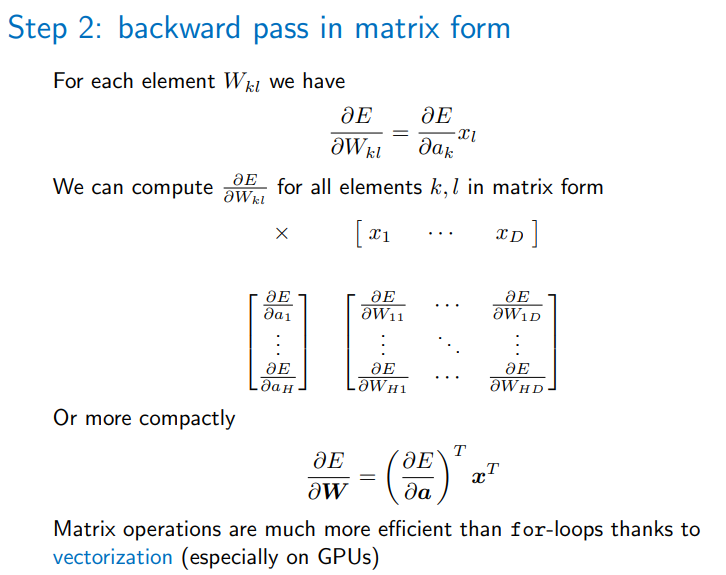 Step 2: backward pass in matrix form
For each element $W_{kl}$ we have
$\frac{\partial E}{\partial W_{kl}} = \frac{\partial E}{\partial a_k} x_l$
We can compute $\frac{\partial E}{\partial W_{kl}}$ for all elements $k, l$ in matrix form
$\times \quad \begin{bmatrix} x_1 & \cdots & x_D \end{bmatrix}$
$\begin{bmatrix} \frac{\partial E}{\partial a_1} \\ \vdots \\ \frac{\partial E}{\partial a_H} \end{bmatrix} \begin{bmatrix} \frac{\partial E}{\partial W_{11}} & \cdots & \frac{\partial E}{\partial W_{1D}} \\ \vdots & \ddots & \vdots \\ \frac{\partial E}{\partial W_{H1}} & \cdots & \frac{\partial E}{\partial W_{HD}} \end{bmatrix}$
Or more compactly
$\frac{\partial E}{\partial \boldsymbol{W}} = \left( \frac{\partial E}{\partial \boldsymbol{a}} \right)^T \boldsymbol{x}^T$
Matrix operations are much more efficient than for-loops thanks to
vectorization (especially on GPUs)